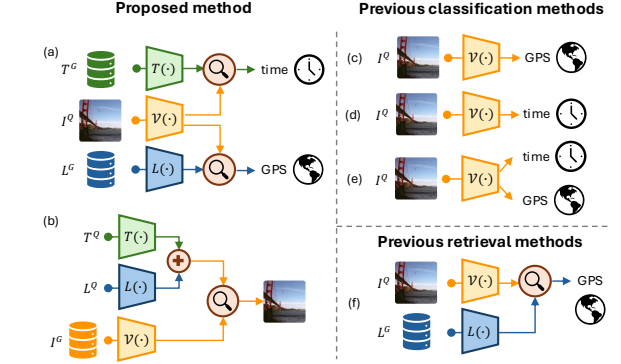 Proposed method
(a)
T^G
T(·)
time
I^Q
V(·)
L^G
L(·)
GPS
(b)
T^Q
T(·)
L^Q
L(·)
+
I^G
V(·)
Previous classification methods
(c)
I^Q
V(·)
GPS
(d)
I^Q
V(·)
time
(e)
I^Q
V(·)
time
GPS
Previous retrieval methods
(f)
I^Q
V(·)
GPS
L^G
L(·)